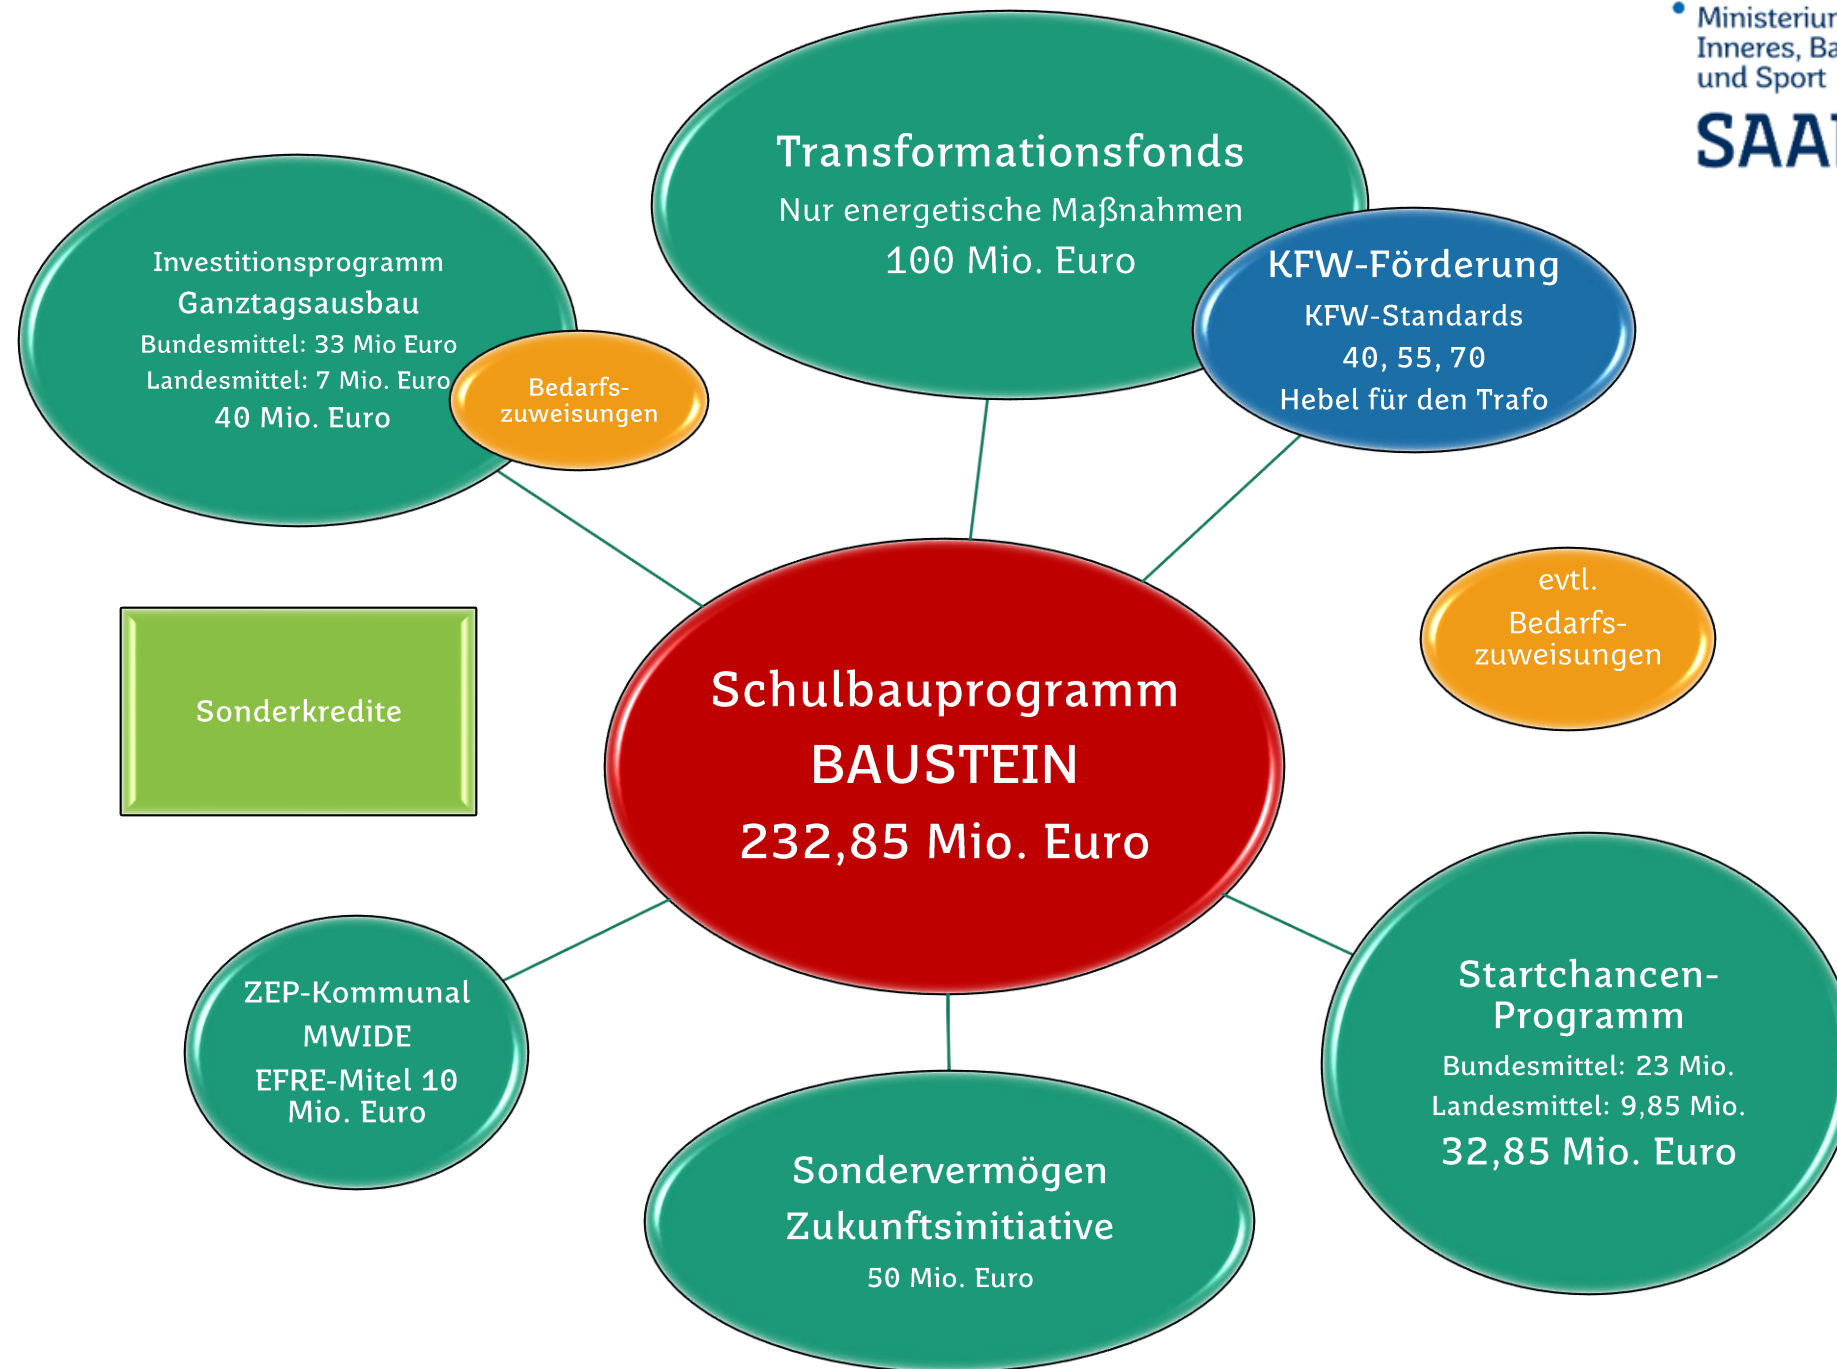 Ministeriu
Inneres, Ba
und Sport
SAA
Transformationsfonds
Nur energetische Maßnahmen
100 Mio. Euro
KFW-Förderung
KFW-Standards
40, 55, 70
Hebel für den Trafo
Investitionsprogramm
Ganztagsausbau
Bundesmittel: 33 Mio Euro
Landesmittel: 7 Mio. Euro
40 Mio. Euro
Bedarfs-
zuweisungen
evtl.
Bedarfs-
zuweisungen
Sonderkredite
Schulbauprogramm
BAUSTEIN
232,85 Mio. Euro
ZEP-Kommunal
MWIDE
EFRE-Mitel 10
Mio. Euro
Sondervermögen
Zukunftsinitiative
50 Mio. Euro
Startchancen-
Programm
Bundesmittel: 23 Mio.
Landesmittel: 9,85 Mio.
32,85 Mio. Euro